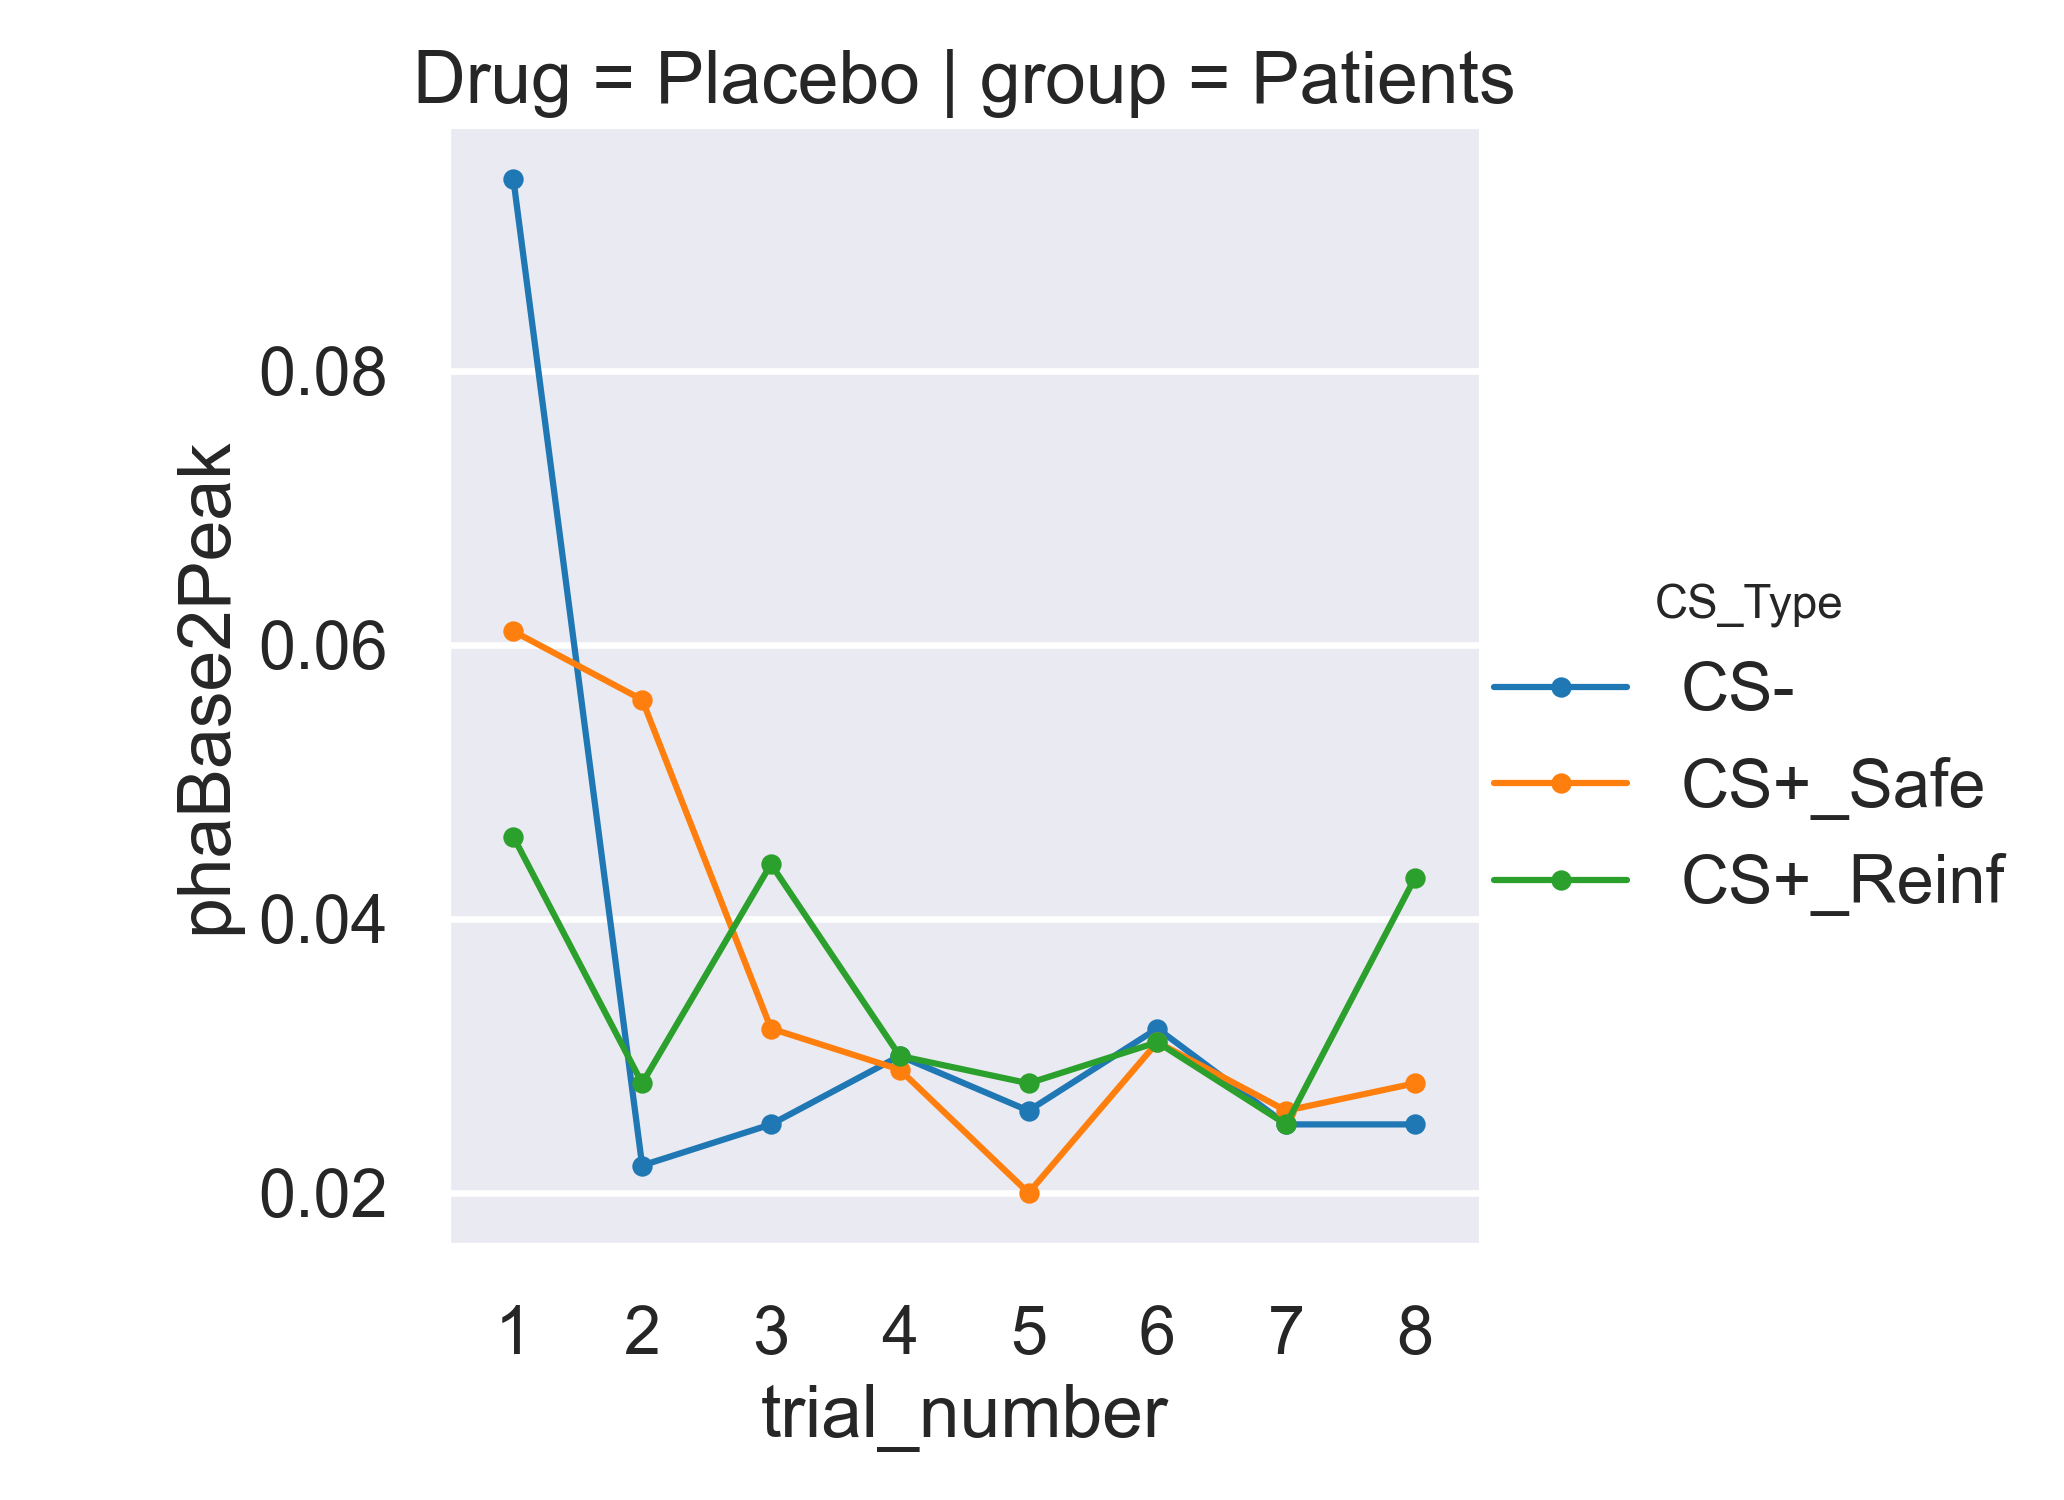 Drug = Placebo | group = Patients
phaBase2Peak
0.08
0.06
0.04
0.02
1 2 3 4 5 6 7 8
trial_number
CS_Type
CS-
CS+_Safe
CS+_Reinf